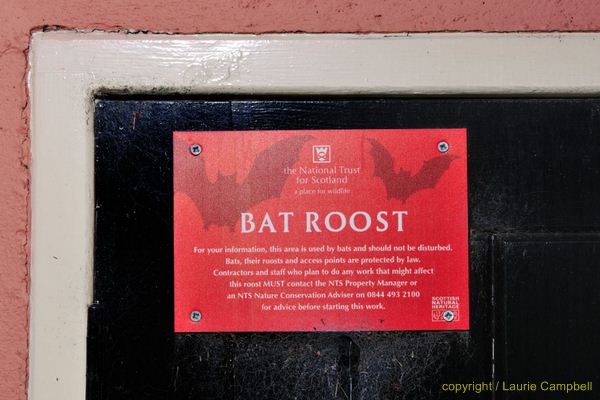 the National Trust
for Scotland
a place for wildlife
BAT ROOST
For your information, this area is used by bats and should not be disturbed.
Bats, their roosts and access points are protected by law.
Contractors and staff who plan to do any work that might affect
this roost MUST contact the NTS Property Manager or
an NTS Nature Conservation Adviser on 0844 493 2100
for advice before starting this work.
SCOTTISH
NATURAL
HERITAGE
copyright / Laurie Campbell